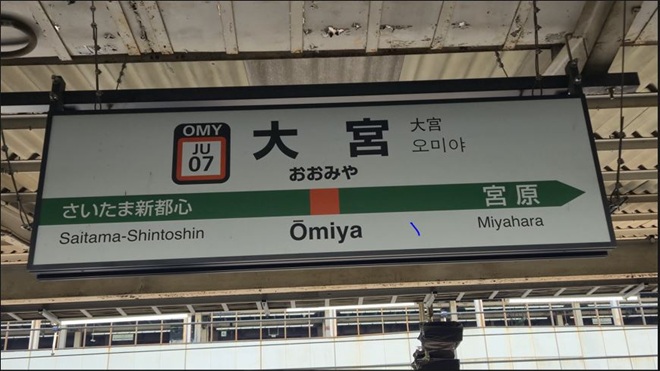 OMY
JU
07
大宮
おおみや
大宮
오미야
さいたま新都心
宮原
Saitama-Shintoshin
Ōmiya
Miyahara